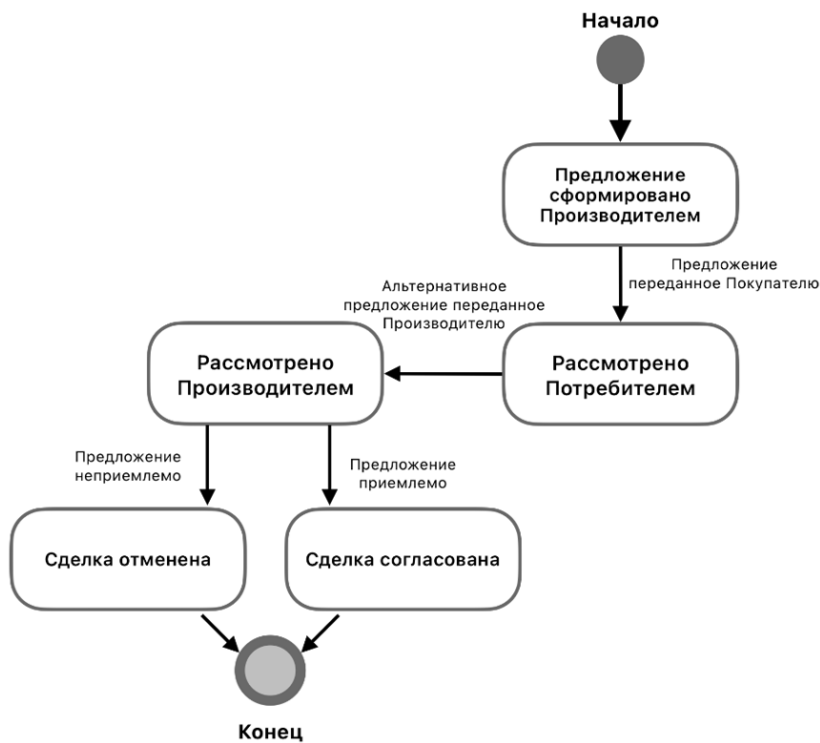 Начало
Предложение
сформировано
Производителем
Предложение
переданное Покупателю
Альтернативное
предложение переданное
Производителю
Рассмотрено
Производителем
Рассмотрено
Потребителем
Предложение
неприемлемо
Предложение
приемлемо
Сделка отменена
Сделка согласована
Конец